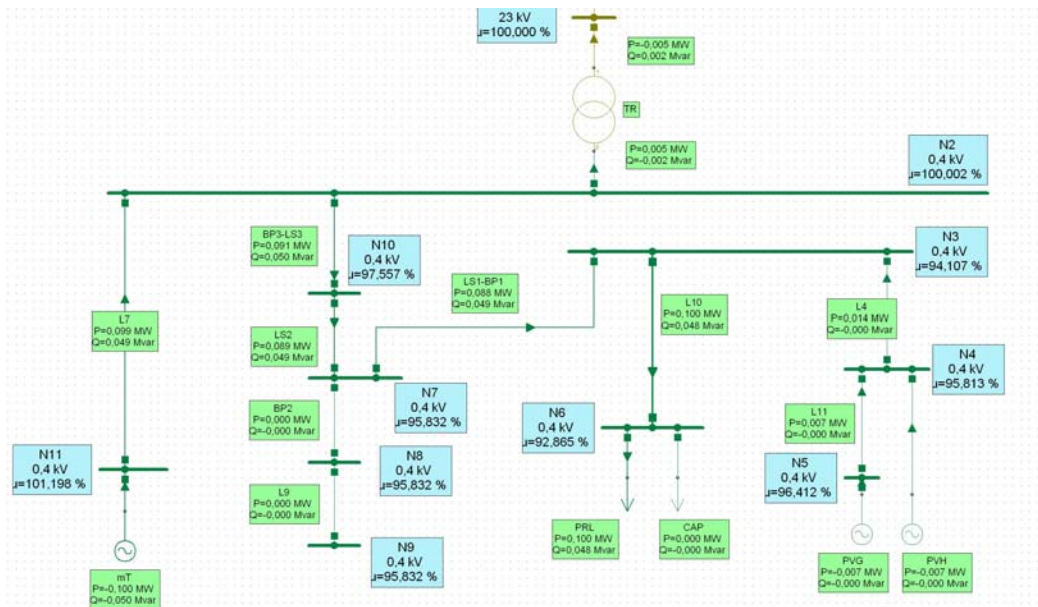 23 kV
μ=100,000 %
P=-0,005 MW
Q=0,002 Mvar
TR
P=0,005 MW
Q=-0,002 Mvar
N2
0,4 kV
μ=100,002 %
BP3-LS3
P=0,091 MW
Q=0,050 Mvar
N10
0,4 kV
μ=97,557 %
N3
0,4 kV
μ=94,107 %
LS1-BP1
P=0,088 MW
Q=0,049 Mvar
L7
P=0,099 MW
Q=0,049 Mvar
L10
P=0,100 MW
Q=0,048 Mvar
L4
P=0,014 MW
Q=-0,000 Mvar
LS2
P=0,089 MW
Q=0,049 Mvar
N4
0,4 kV
μ=95,813 %
N7
0,4 kV
μ=95,832 %
BP2
P=0,000 MW
Q=-0,000 Mvar
N6
0,4 kV
μ=92,865 %
L11
P=0,007 MW
Q=-0,000 Mvar
N11
0,4 kV
μ=101,198 %
N8
0,4 kV
μ=95,832 %
N5
0,4 kV
μ=96,412 %
L9
P=0,000 MW
Q=-0,000 Mvar
PRL
P=0,100 MW
Q=0,048 Mvar
CAP
P=0,000 MW
Q=-0,000 Mvar
N9
0,4 kV
μ=95,832 %
PVG
P=-0,007 MW
Q=-0,000 Mvar
PVH
P=-0,007 MW
Q=-0,000 Mvar
mT
P=-0,100 MW
Q=-0,050 Mvar